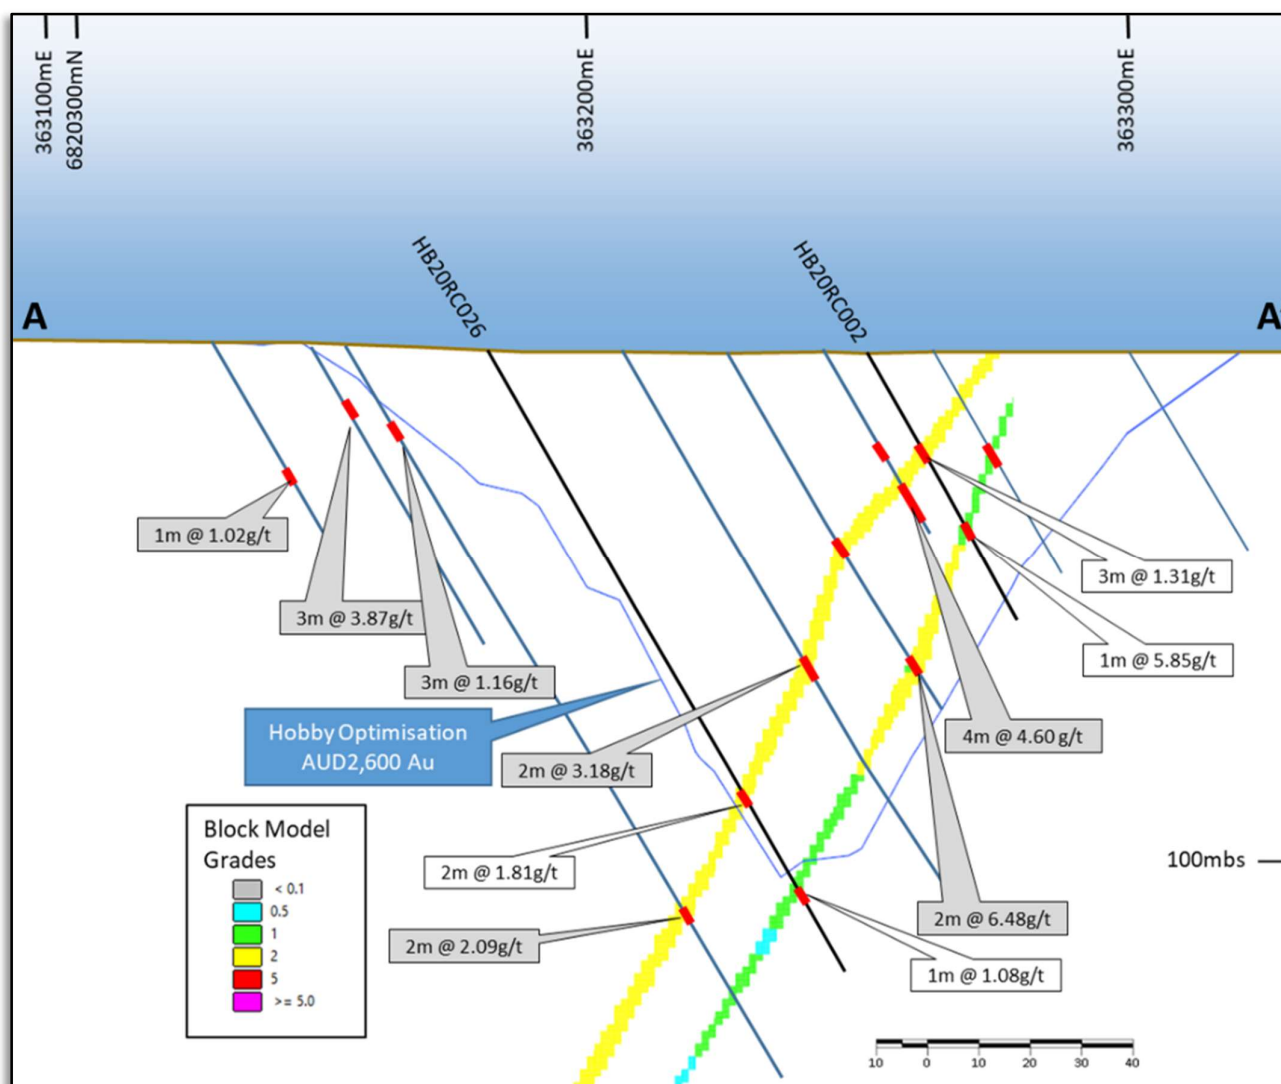 363100mE
6820300mN
363200mE
363300mE
HB20RC026
HB20RC002
A
A
1m @ 1.02g/t
3m @ 3.87g/t
3m @ 1.16g/t
3m @ 1.31g/t
1m @ 5.85g/t
Hobby Optimisation
AUD2,600 Au
2m @ 3.18g/t
4m @ 4.60 g/t
2m @ 1.81g/t
2m @ 2.09g/t
2m @ 6.48g/t
1m @ 1.08g/t
100mbs
Block Model
Grades
< 0.1
0.5
1
2
5
>= 5.0
10 0 10 20 30 40